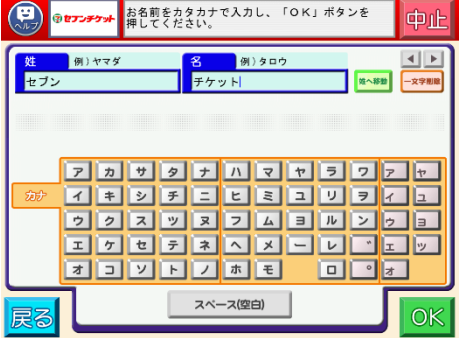 ヘルプ
セブンチケット
お名前をカタカナで入力し、「OK」ボタンを
押してください。
中止
姓 例)ヤマダ
名 例)タロウ
セブン
チケット
姓へ移動
一文字削除
カナ
ア カ サ タ ナ ハ マ ヤ ラ ワ ァ ャ
イ キ シ チ ニ ヒ ミ ユ リ ヲ ィ ュ
ウ ク ス ツ ヌ フ ム ヨ ル ン ゥ ョ
エ ケ セ テ ネ ヘ メ ー レ ゛ ェ ッ
オ コ ソ ト ノ ホ モ ロ ゜ ォ
スペース(空白)
戻る
OK